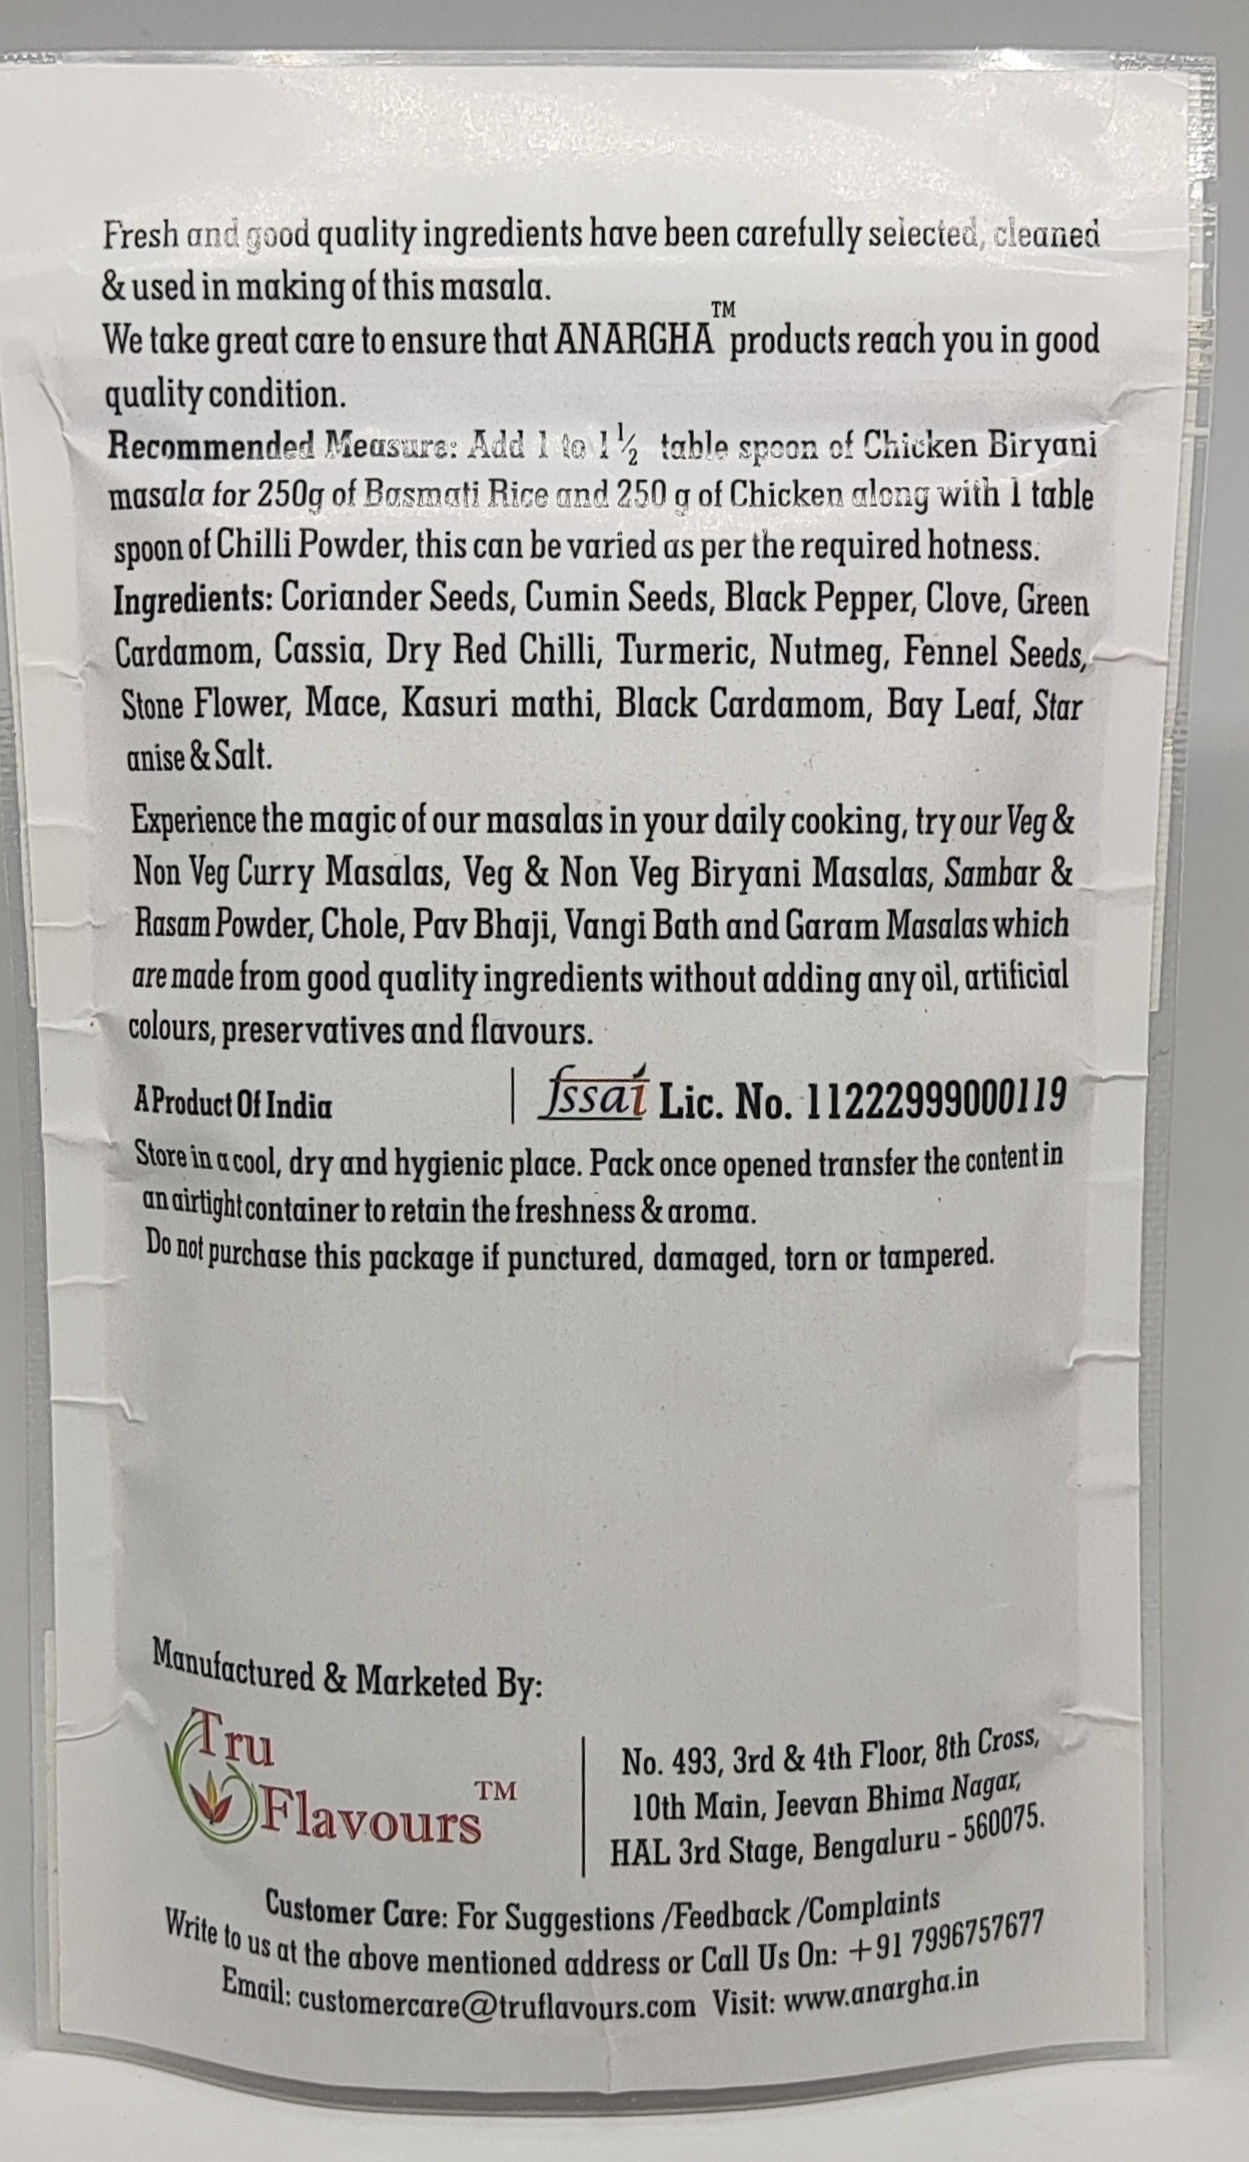 Fresh and good quality ingredients have been carefully selected, cleaned
& used in making of this masala.
We take great care to ensure that ANARGHA™ products reach you in good
quality condition.
Recommended Measure: Add 1 to 1 ½ table spoon of Chicken Biryani
masala for 250g of Basmati Rice and 250 g of Chicken along with 1 table
spoon of Chilli Powder, this can be varied as per the required hotness.
Ingredients: Coriander Seeds, Cumin Seeds, Black Pepper, Clove, Green
Cardamom, Cassia, Dry Red Chilli, Turmeric, Nutmeg, Fennel Seeds,
Stone Flower, Mace, Kasuri mathi, Black Cardamom, Bay Leaf, Star
anise & Salt.
Experience the magic of our masalas in your daily cooking, try our Veg &
Non Veg Curry Masalas, Veg & Non Veg Biryani Masalas, Sambar &
Rasam Powder, Chole, Pav Bhaji, Vangi Bath and Garam Masalas which
are made from good quality ingredients without adding any oil, artificial
colours, preservatives and flavours.
A Product Of India | fssai Lic. No. 11222999000119
Store in a cool, dry and hygienic place. Pack once opened transfer the content in
an airtight container to retain the freshness & aroma.
Do not purchase this package if punctured, damaged, torn or tampered.
Manufactured & Marketed By:
Tru
Flavours™
No. 493, 3rd & 4th Floor, 8th Cross,
10th Main, Jeevan Bhima Nagar,
HAL 3rd Stage, Bengaluru - 560075.
Customer Care: For Suggestions /Feedback /Complaints
Write to us at the above mentioned address or Call Us On: +91 7996757677
Email: customercare@truflavours.com Visit: www.anargha.in